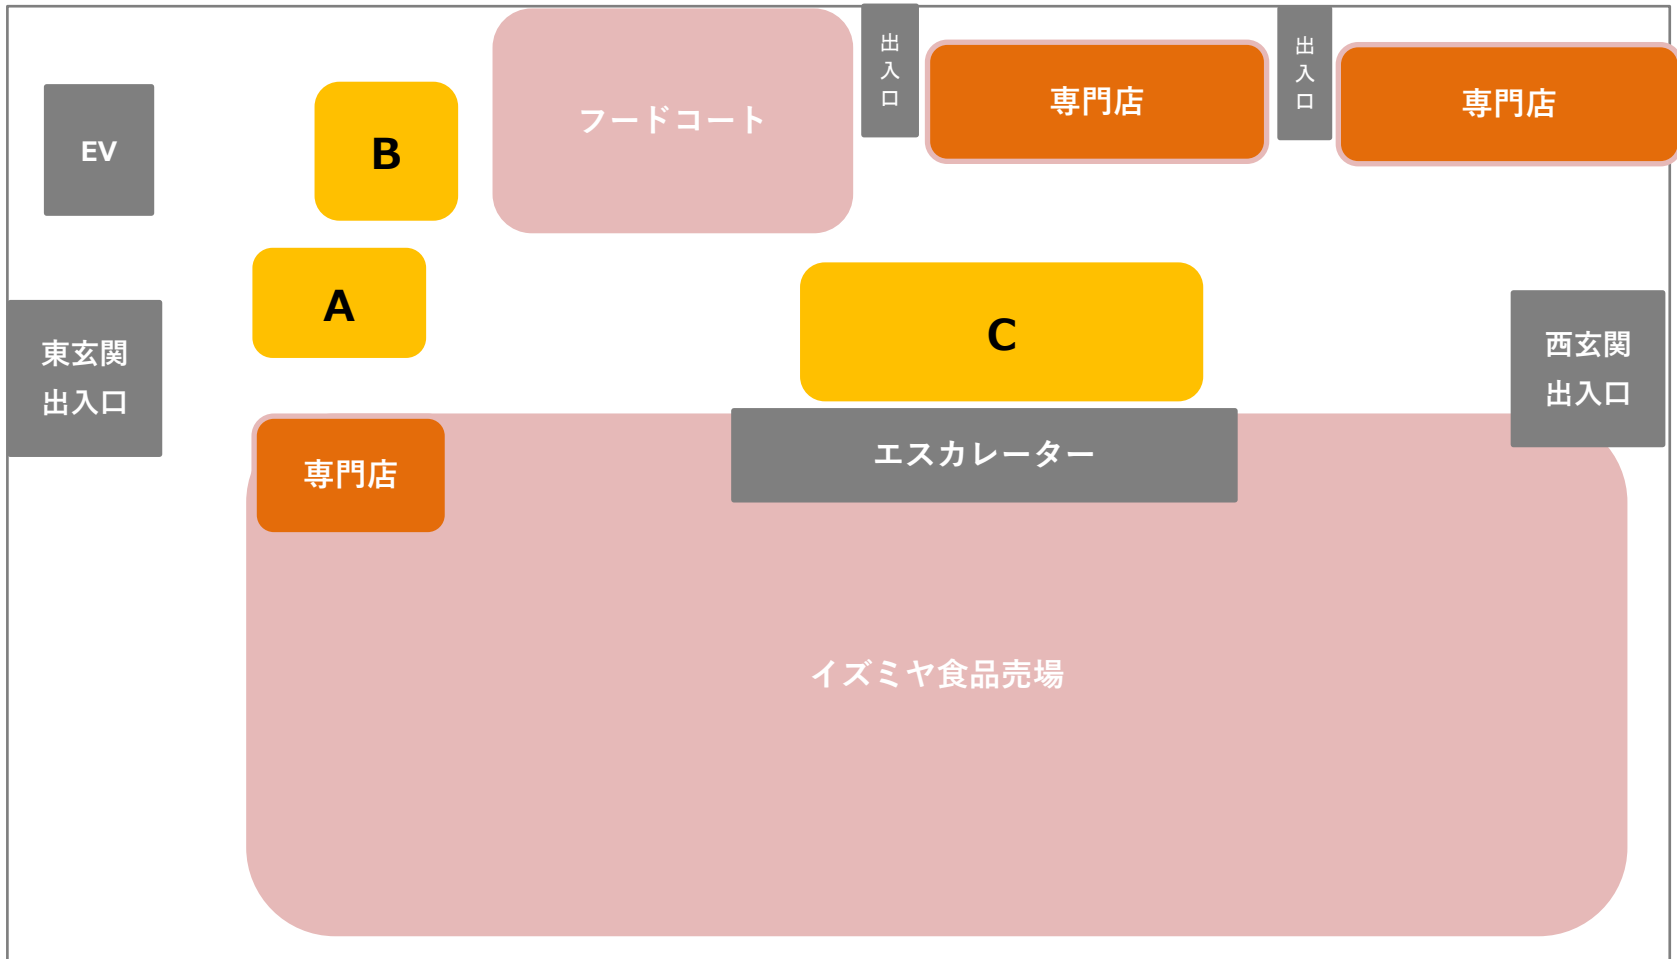 出
入
口
出
入
口
専門店
専門店
フードコート
EV
B
A
C
東玄関
出入口
西玄関
出入口
エスカレーター
専門店
イズミヤ食品売場